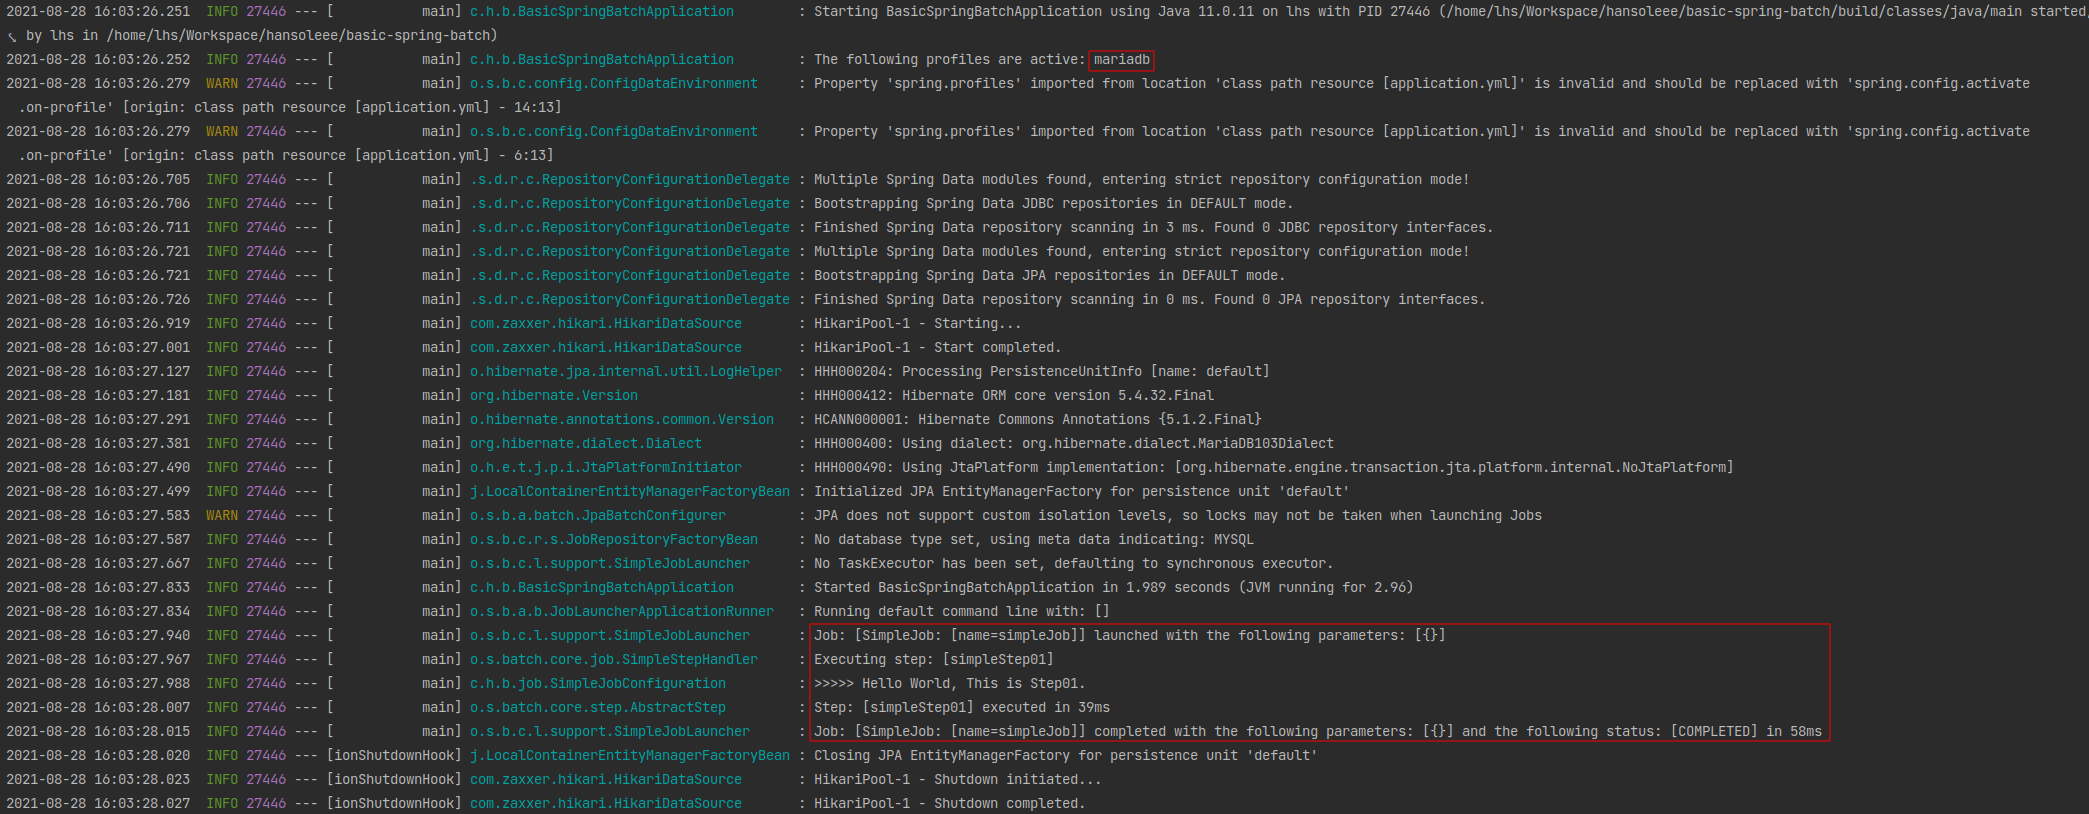 2021-08-28 16:03:26.251  INFO 27446 --- [           main] c.h.b.BasicSpringBatchApplication        : Starting BasicSpringBatchApplication using Java 11.0.11 on lhs with PID 27446 (/home/lhs/Workspace/hansoleee/basic-spring-batch/build/classes/java/main started
by lhs in /home/lhs/Workspace/hansoleee/basic-spring-batch)
2021-08-28 16:03:26.252  INFO 27446 --- [           main] c.h.b.BasicSpringBatchApplication        : The following profiles are active: mariadb
2021-08-28 16:03:26.279  WARN 27446 --- [           main] o.s.b.c.config.ConfigDataEnvironment     : Property 'spring.profiles' imported from location 'class path resource [application.yml]' is invalid and should be replaced with 'spring.config.activate
.on-profile' [origin: class path resource [application.yml] - 14:13]
2021-08-28 16:03:26.279  WARN 27446 --- [           main] o.s.b.c.config.ConfigDataEnvironment     : Property 'spring.profiles' imported from location 'class path resource [application.yml]' is invalid and should be replaced with 'spring.config.activate
.on-profile' [origin: class path resource [application.yml] - 6:13]
2021-08-28 16:03:26.705  INFO 27446 --- [           main] .s.d.r.c.RepositoryConfigurationDelegate : Multiple Spring Data modules found, entering strict repository configuration mode!
2021-08-28 16:03:26.706  INFO 27446 --- [           main] .s.d.r.c.RepositoryConfigurationDelegate : Bootstrapping Spring Data JDBC repositories in DEFAULT mode.
2021-08-28 16:03:26.711  INFO 27446 --- [           main] .s.d.r.c.RepositoryConfigurationDelegate : Finished Spring Data repository scanning in 3 ms. Found 0 JDBC repository interfaces.
2021-08-28 16:03:26.721  INFO 27446 --- [           main] .s.d.r.c.RepositoryConfigurationDelegate : Multiple Spring Data modules found, entering strict repository configuration mode!
2021-08-28 16:03:26.721  INFO 27446 --- [           main] .s.d.r.c.RepositoryConfigurationDelegate : Bootstrapping Spring Data JPA repositories in DEFAULT mode.
2021-08-28 16:03:26.726  INFO 27446 --- [           main] .s.d.r.c.RepositoryConfigurationDelegate : Finished Spring Data repository scanning in 0 ms. Found 0 JPA repository interfaces.
2021-08-28 16:03:26.919  INFO 27446 --- [           main] com.zaxxer.hikari.HikariDataSource       : HikariPool-1 - Starting...
2021-08-28 16:03:27.001  INFO 27446 --- [           main] com.zaxxer.hikari.HikariDataSource       : HikariPool-1 - Start completed.
2021-08-28 16:03:27.127  INFO 27446 --- [           main] o.hibernate.jpa.internal.util.LogHelper  : HHH000204: Processing PersistenceUnitInfo [name: default]
2021-08-28 16:03:27.181  INFO 27446 --- [           main] org.hibernate.Version                    : HHH000412: Hibernate ORM core version 5.4.32.Final
2021-08-28 16:03:27.291  INFO 27446 --- [           main] o.hibernate.annotations.common.Version   : HCANN000001: Hibernate Commons Annotations {5.1.2.Final}
2021-08-28 16:03:27.381  INFO 27446 --- [           main] org.hibernate.dialect.Dialect            : HHH000400: Using dialect: org.hibernate.dialect.MariaDB103Dialect
2021-08-28 16:03:27.490  INFO 27446 --- [           main] o.h.e.t.j.p.i.JtaPlatformInitiator       : HHH000490: Using JtaPlatform implementation: [org.hibernate.engine.transaction.jta.platform.internal.NoJtaPlatform]
2021-08-28 16:03:27.499  INFO 27446 --- [           main] j.LocalContainerEntityManagerFactoryBean : Initialized JPA EntityManagerFactory for persistence unit 'default'
2021-08-28 16:03:27.583  WARN 27446 --- [           main] o.s.b.a.batch.JpaBatchConfigurer         : JPA does not support custom isolation levels, so locks may not be taken when launching Jobs
2021-08-28 16:03:27.587  INFO 27446 --- [           main] o.s.b.c.r.s.JobRepositoryFactoryBean     : No database type set, using meta data indicating: MYSQL
2021-08-28 16:03:27.667  INFO 27446 --- [           main] o.s.b.c.l.support.SimpleJobLauncher      : No TaskExecutor has been set, defaulting to synchronous executor.
2021-08-28 16:03:27.833  INFO 27446 --- [           main] c.h.b.BasicSpringBatchApplication        : Started BasicSpringBatchApplication in 1.989 seconds (JVM running for 2.96)
2021-08-28 16:03:27.834  INFO 27446 --- [           main] o.s.b.a.b.JobLauncherApplicationRunner   : Running default command line with: []
2021-08-28 16:03:27.940  INFO 27446 --- [           main] o.s.b.c.l.support.SimpleJobLauncher      : Job: [SimpleJob: [name=simpleJob]] launched with the following parameters: [{}]
2021-08-28 16:03:27.967  INFO 27446 --- [           main] o.s.batch.core.job.SimpleStepHandler     : Executing step: [simpleStep01]
2021-08-28 16:03:27.988  INFO 27446 --- [           main] c.h.b.job.SimpleJobConfiguration         : >>>>> Hello World, This is Step01.
2021-08-28 16:03:28.007  INFO 27446 --- [           main] o.s.batch.core.step.AbstractStep         : Step: [simpleStep01] executed in 39ms
2021-08-28 16:03:28.015  INFO 27446 --- [           main] o.s.b.c.l.support.SimpleJobLauncher      : Job: [SimpleJob: [name=simpleJob]] completed with the following parameters: [{}] and the following status: [COMPLETED] in 58ms
2021-08-28 16:03:28.020  INFO 27446 --- [ionShutdownHook] j.LocalContainerEntityManagerFactoryBean : Closing JPA EntityManagerFactory for persistence unit 'default'
2021-08-28 16:03:28.023  INFO 27446 --- [ionShutdownHook] com.zaxxer.hikari.HikariDataSource       : HikariPool-1 - Shutdown initiated...
2021-08-28 16:03:28.027  INFO 27446 --- [ionShutdownHook] com.zaxxer.hikari.HikariDataSource       : HikariPool-1 - Shutdown completed.